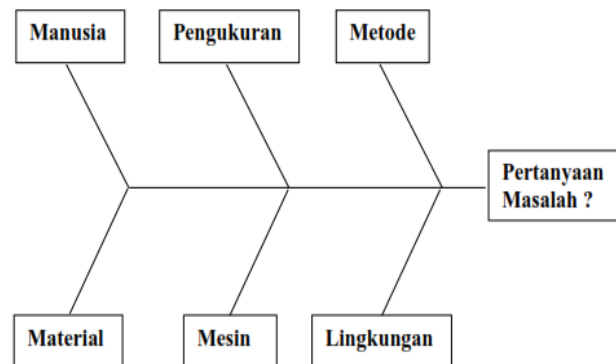 Manusia
Pengukuran
Metode
Pertanyaan
Masalah ?
Material
Mesin
Lingkungan